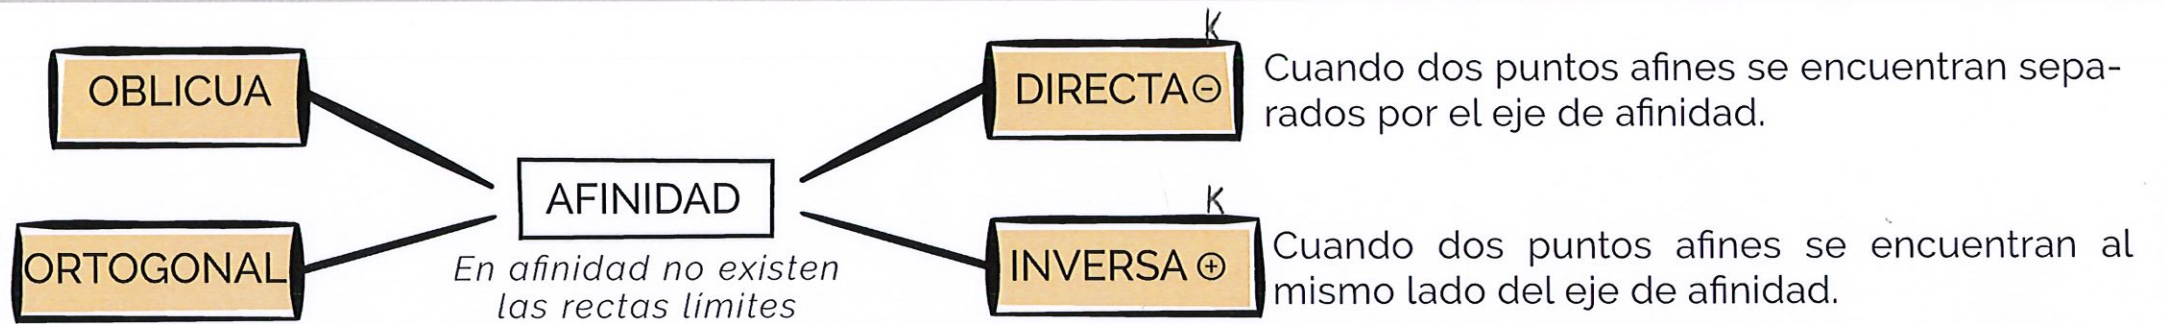 OBLICUA
ORTOGONAL
AFINIDAD
En afinidad no existen
las rectas límites
K
DIRECTA ⊖
Cuando dos puntos afines se encuentran sepa-
rados por el eje de afinidad.
K
INVERSA ⊕
Cuando dos puntos afines se encuentran al
mismo lado del eje de afinidad.